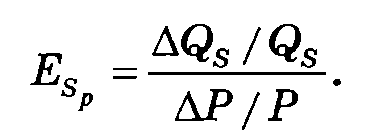 E_{S_p} = \frac{\Delta Q_S / Q_S}{\Delta P / P}.